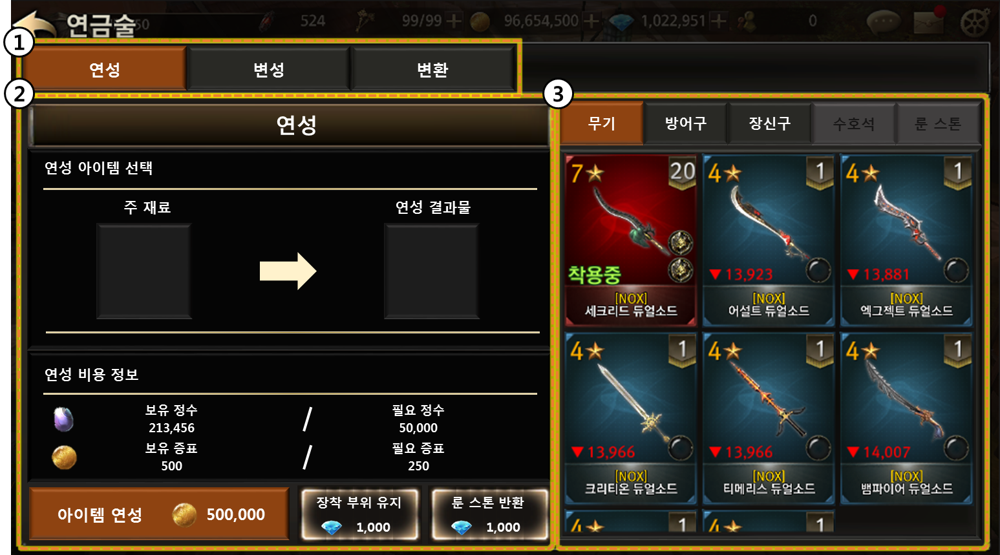 연금술
50
524
99/99
96,654,500
1,022,951
0
1
연성
변성
변환
2
연성
연성 아이템 선택
주 재료
연성 결과물
연성 비용 정보
보유 정수
213,456
/
필요 정수
50,000
보유 증표
500
/
필요 증표
250
아이템 연성
500,000
장착 부위 유지
1,000
룬 스톤 반환
1,000
3
무기
방어구
장신구
수호석
룬 스톤
7
20
착용중
[NOX]
세크리드 듀얼소드
4
1
▼13,923
[NOX]
어설트 듀얼소드
4
1
▼13,881
[NOX]
엑그젝트 듀얼소드
4
1
▼13,966
[NOX]
크리티온 듀얼소드
4
1
▼13,966
[NOX]
티메리스 듀얼소드
4
1
▼14,007
[NOX]
뱀파이어 듀얼소드
4
1
4
1